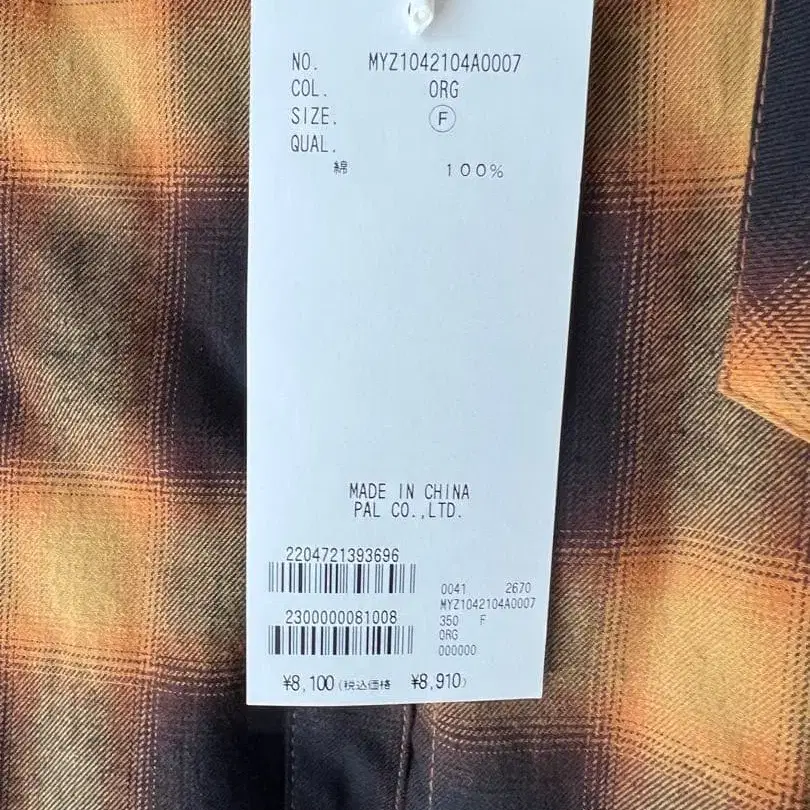 NO. MYZ1042104A0007
COL. ORG
SIZE. F
QUAL.
綿 100%
MADE IN CHINA
PAL CO.,LTD.
2204721393696
2300000081008
0041 2670
MYZ1042104A0007
350 F
ORG
000000
¥8,100(税込価格 ¥8,910)